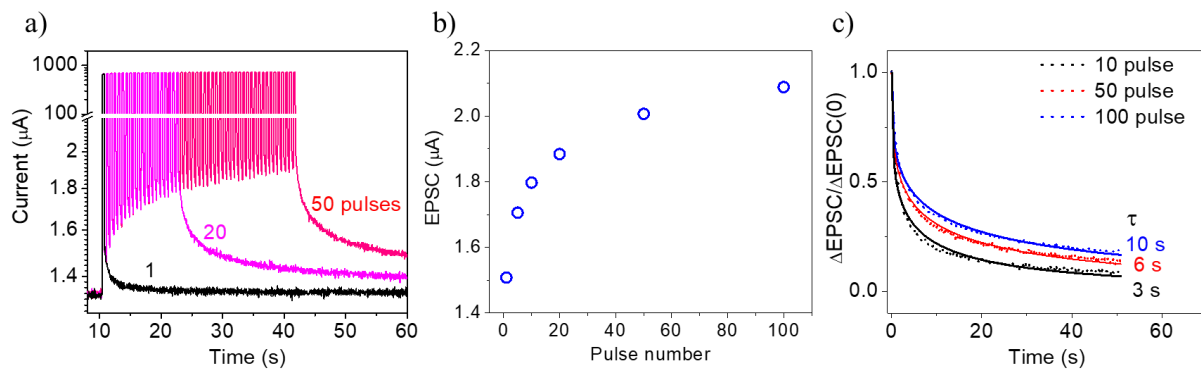 a)
1000
100
2
1.8
1.6
1.4
Current (μA)
50 pulses
20
1
10 20 30 40 50 60
Time (s)
b)
2.2
2.0
1.8
1.6
1.4
EPSC (μA)
0 20 40 60 80 100
Pulse number
c)
1.0
0.5
0.0
ΔEPSC/ΔEPSC(0)
10 pulse
50 pulse
100 pulse
τ
10 s
6 s
3 s
0 20 40 60
Time (s)